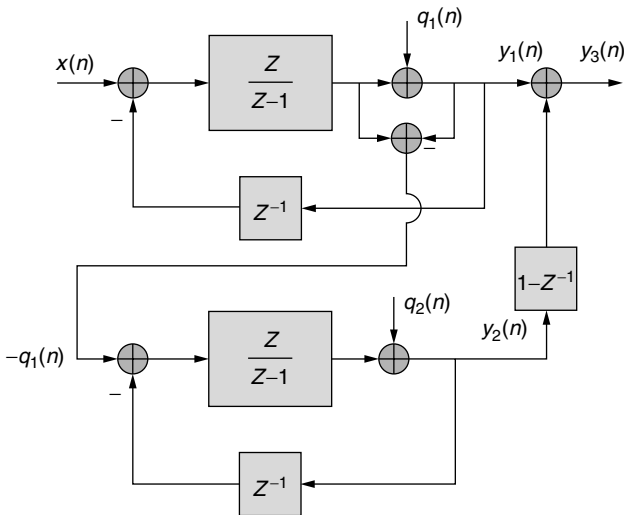 q₁(n)
x(n)
Z
Z−1
y₁(n)
y₃(n)
−
−
Z⁻¹
1−Z⁻¹
q₂(n)
y₂(n)
−q₁(n)
Z
Z−1
−
Z⁻¹